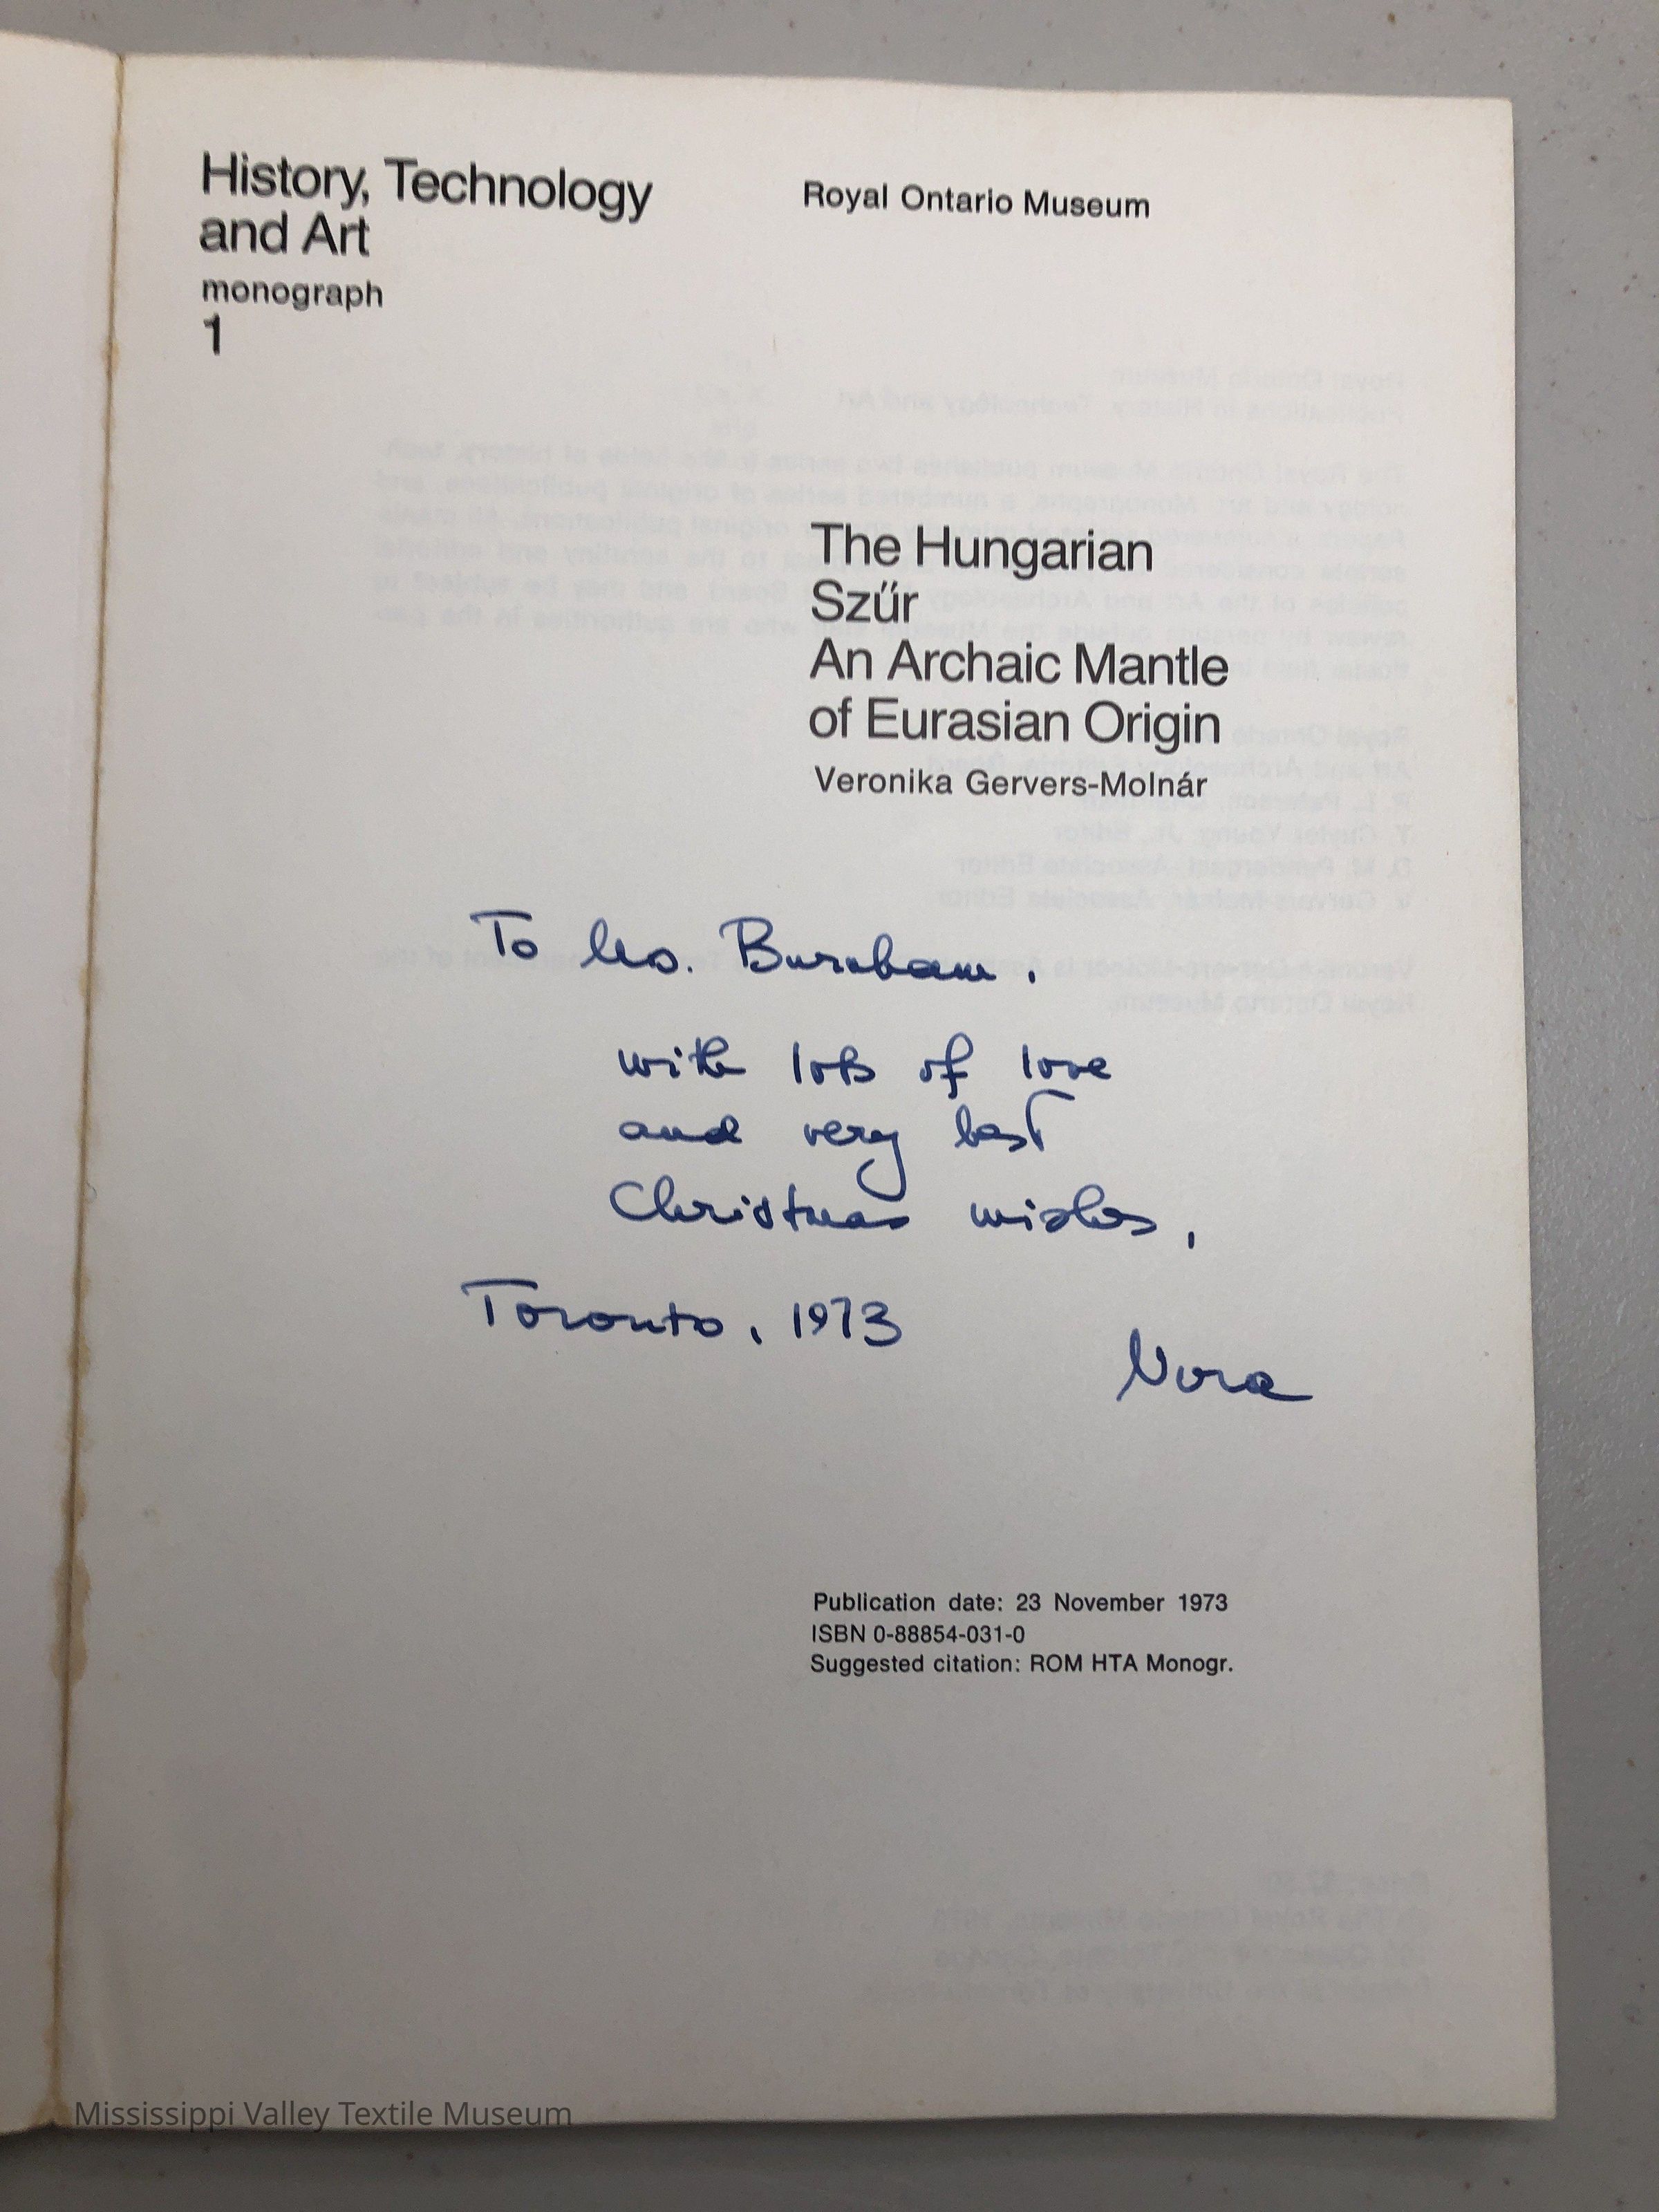 History, Technology
and Art
monograph
1
Royal Ontario Museum
The Hungarian
Szűr
An Archaic Mantle
of Eurasian Origin
Veronika Gervers-Molnár
To Mrs. Burnham,
with lots of love
and very best
Christmas wishes,
Toronto, 1973
Vera
Publication date: 23 November 1973
ISBN 0-88854-031-0
Suggested citation: ROM HTA Monogr.
Mississippi Valley Textile Museum